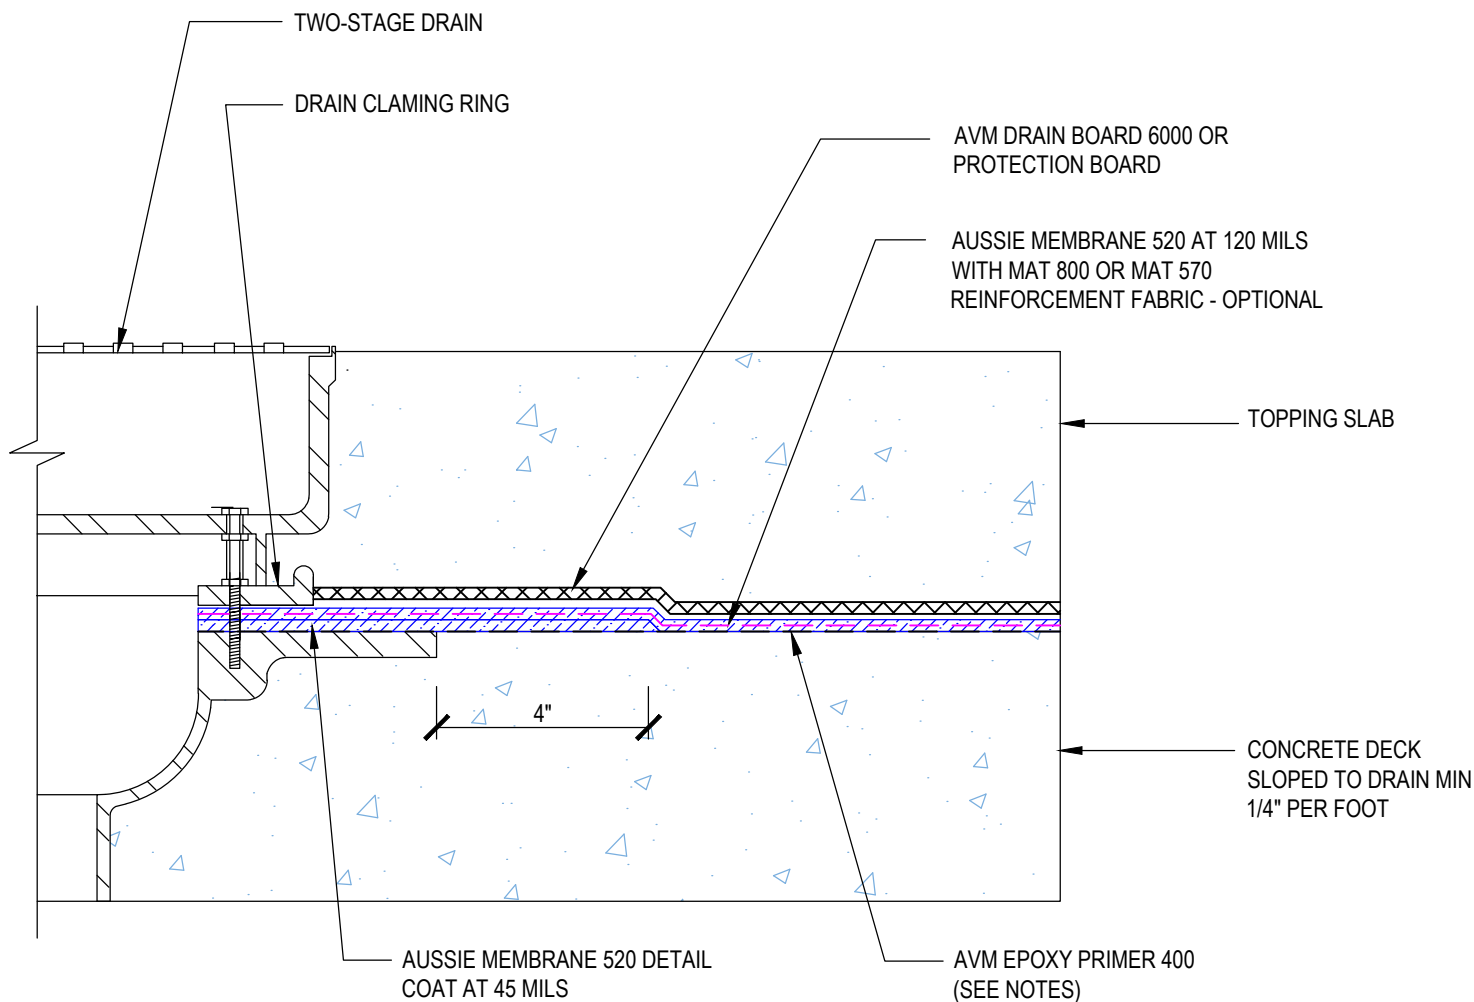 TWO-STAGE DRAIN
DRAIN CLAMING RING
AVM DRAIN BOARD 6000 OR
PROTECTION BOARD
AUSSIE MEMBRANE 520 AT 120 MILS
WITH MAT 800 OR MAT 570
REINFORCEMENT FABRIC - OPTIONAL
TOPPING SLAB
4"
CONCRETE DECK
SLOPED TO DRAIN MIN
1/4" PER FOOT
AUSSIE MEMBRANE 520 DETAIL
COAT AT 45 MILS
AVM EPOXY PRIMER 400
(SEE NOTES)